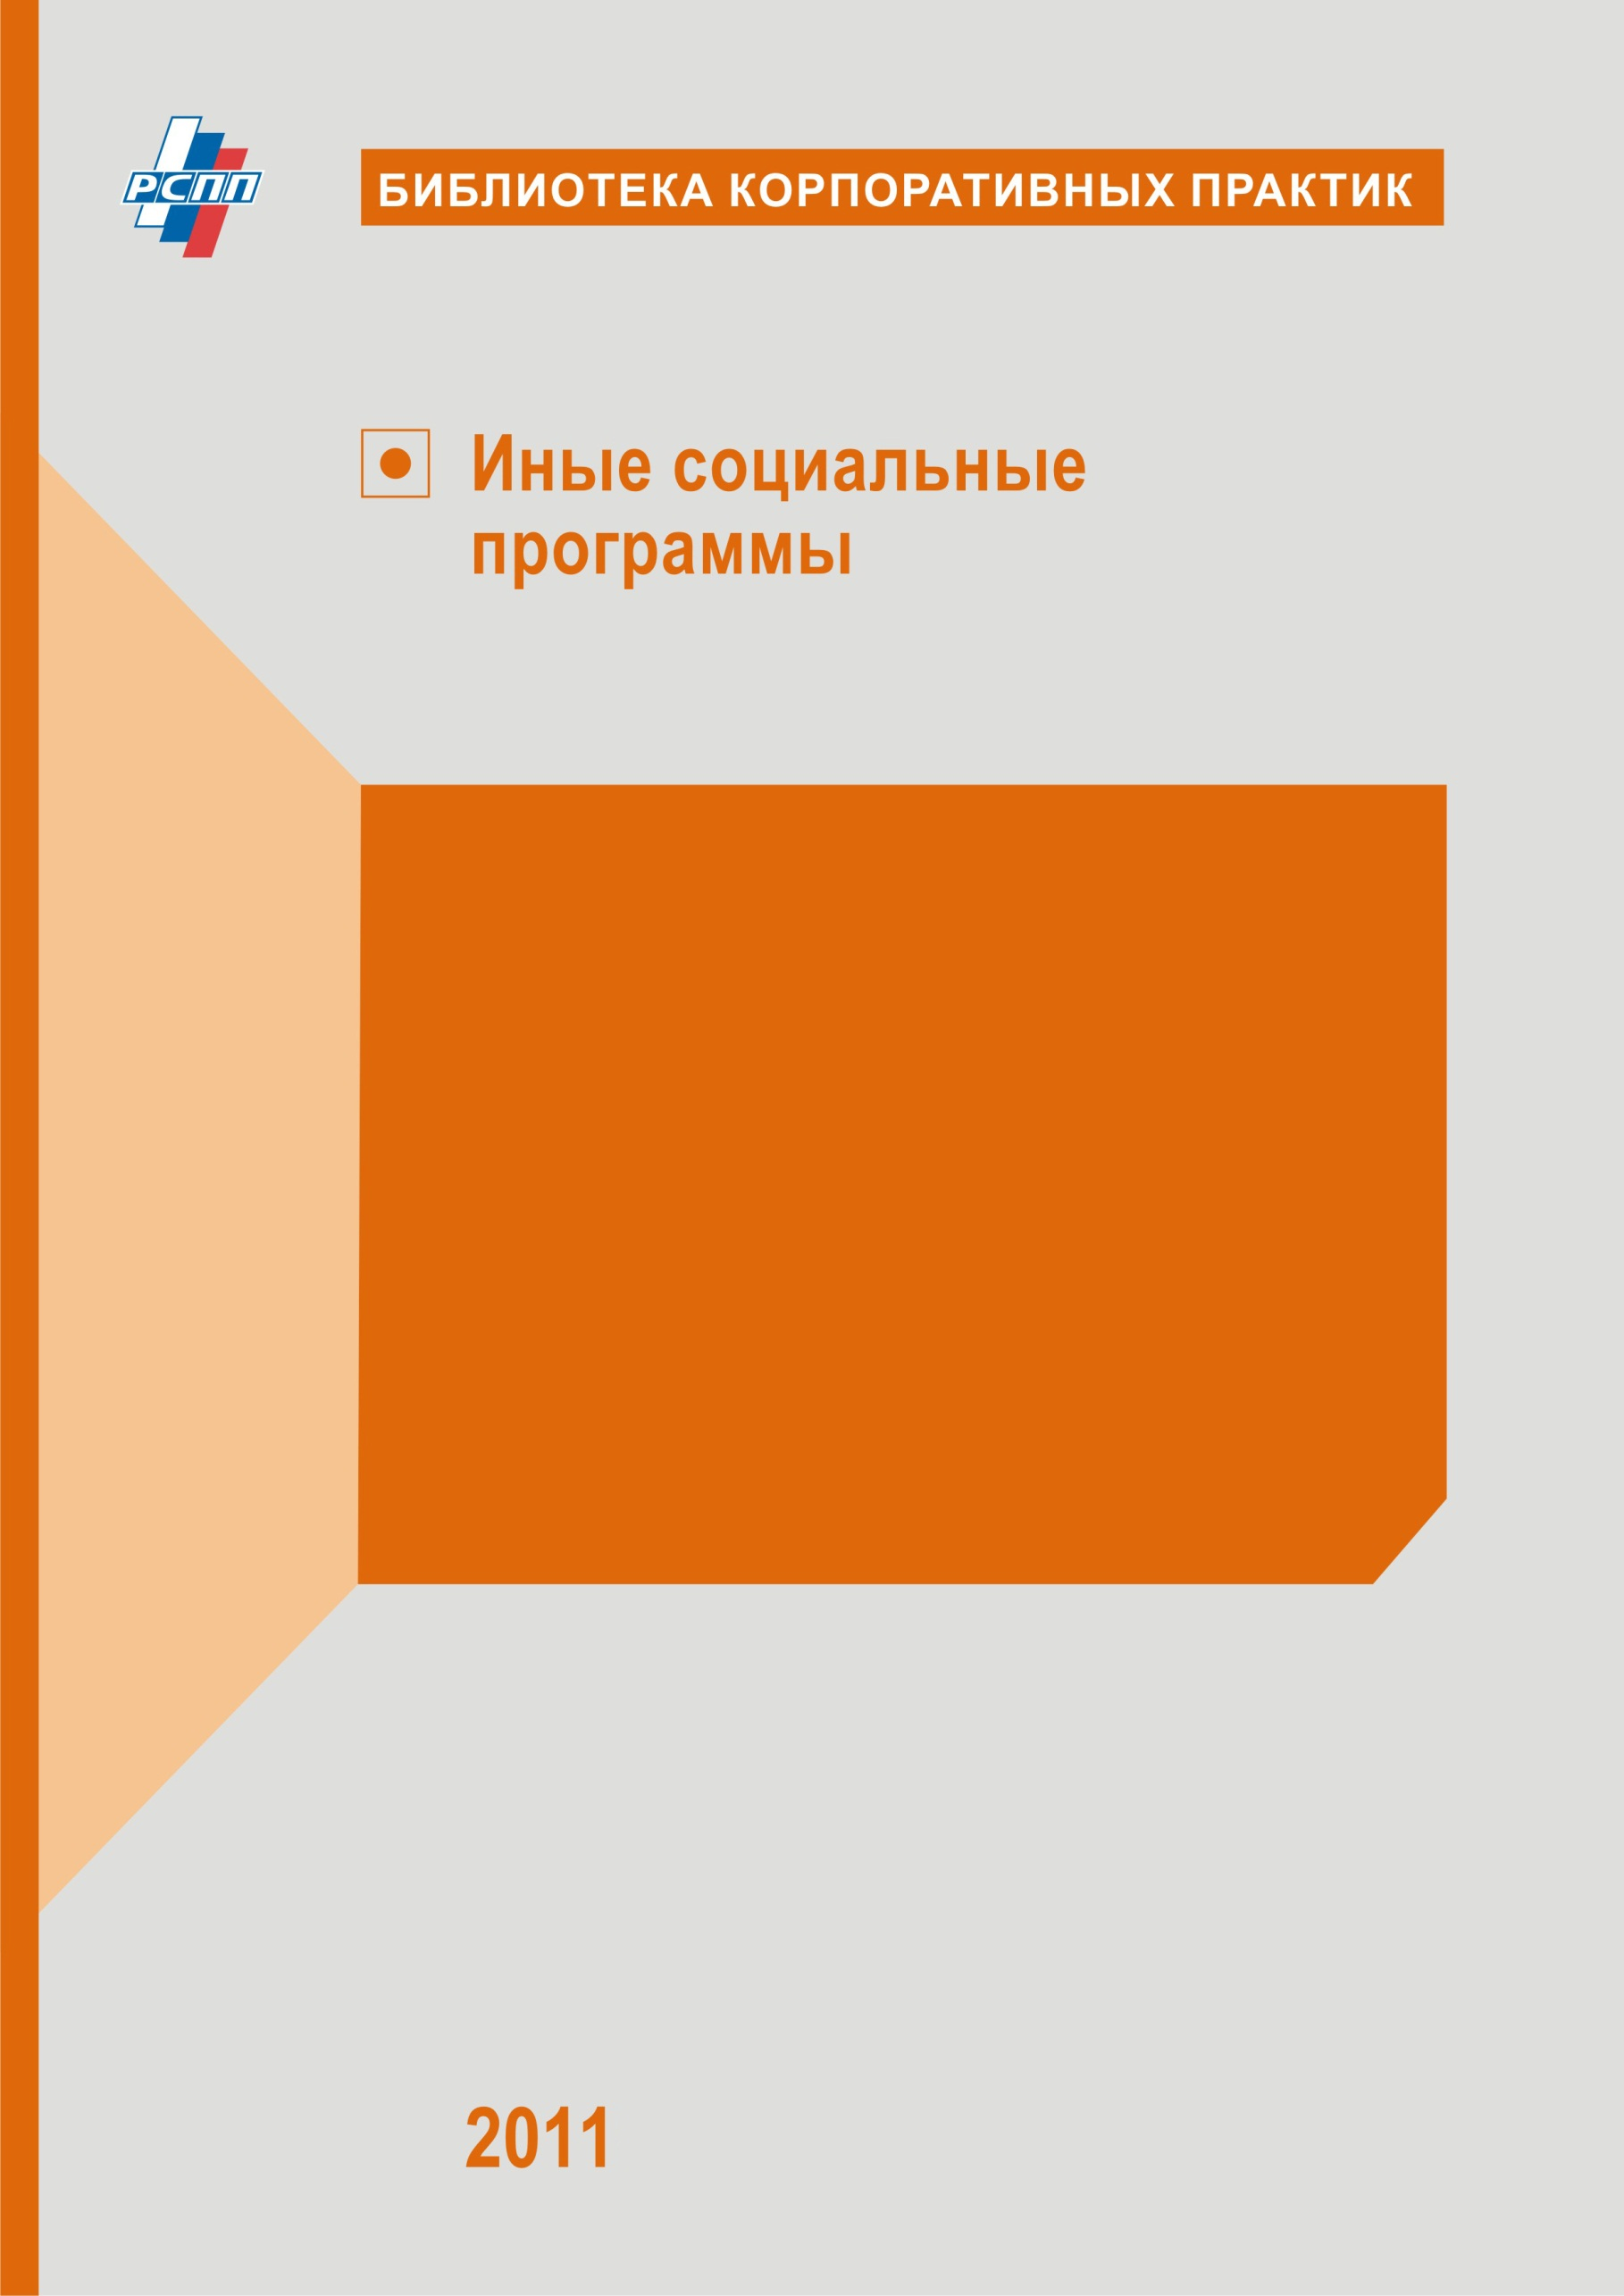 РСПП
БИБЛИОТЕКА КОРПОРАТИВНЫХ ПРАКТИК
Иные социальные
программы
2011